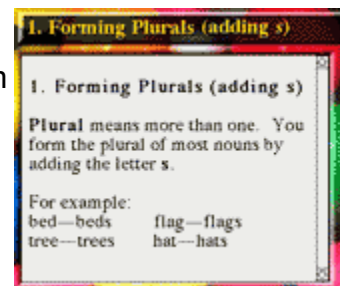 1. Forming Plurals (adding s)
1. Forming Plurals (adding s)
Plural means more than one. You
form the plural of most nouns by
adding the letter s.
For example:
bed—beds flag—flags
tree—trees hat—hats